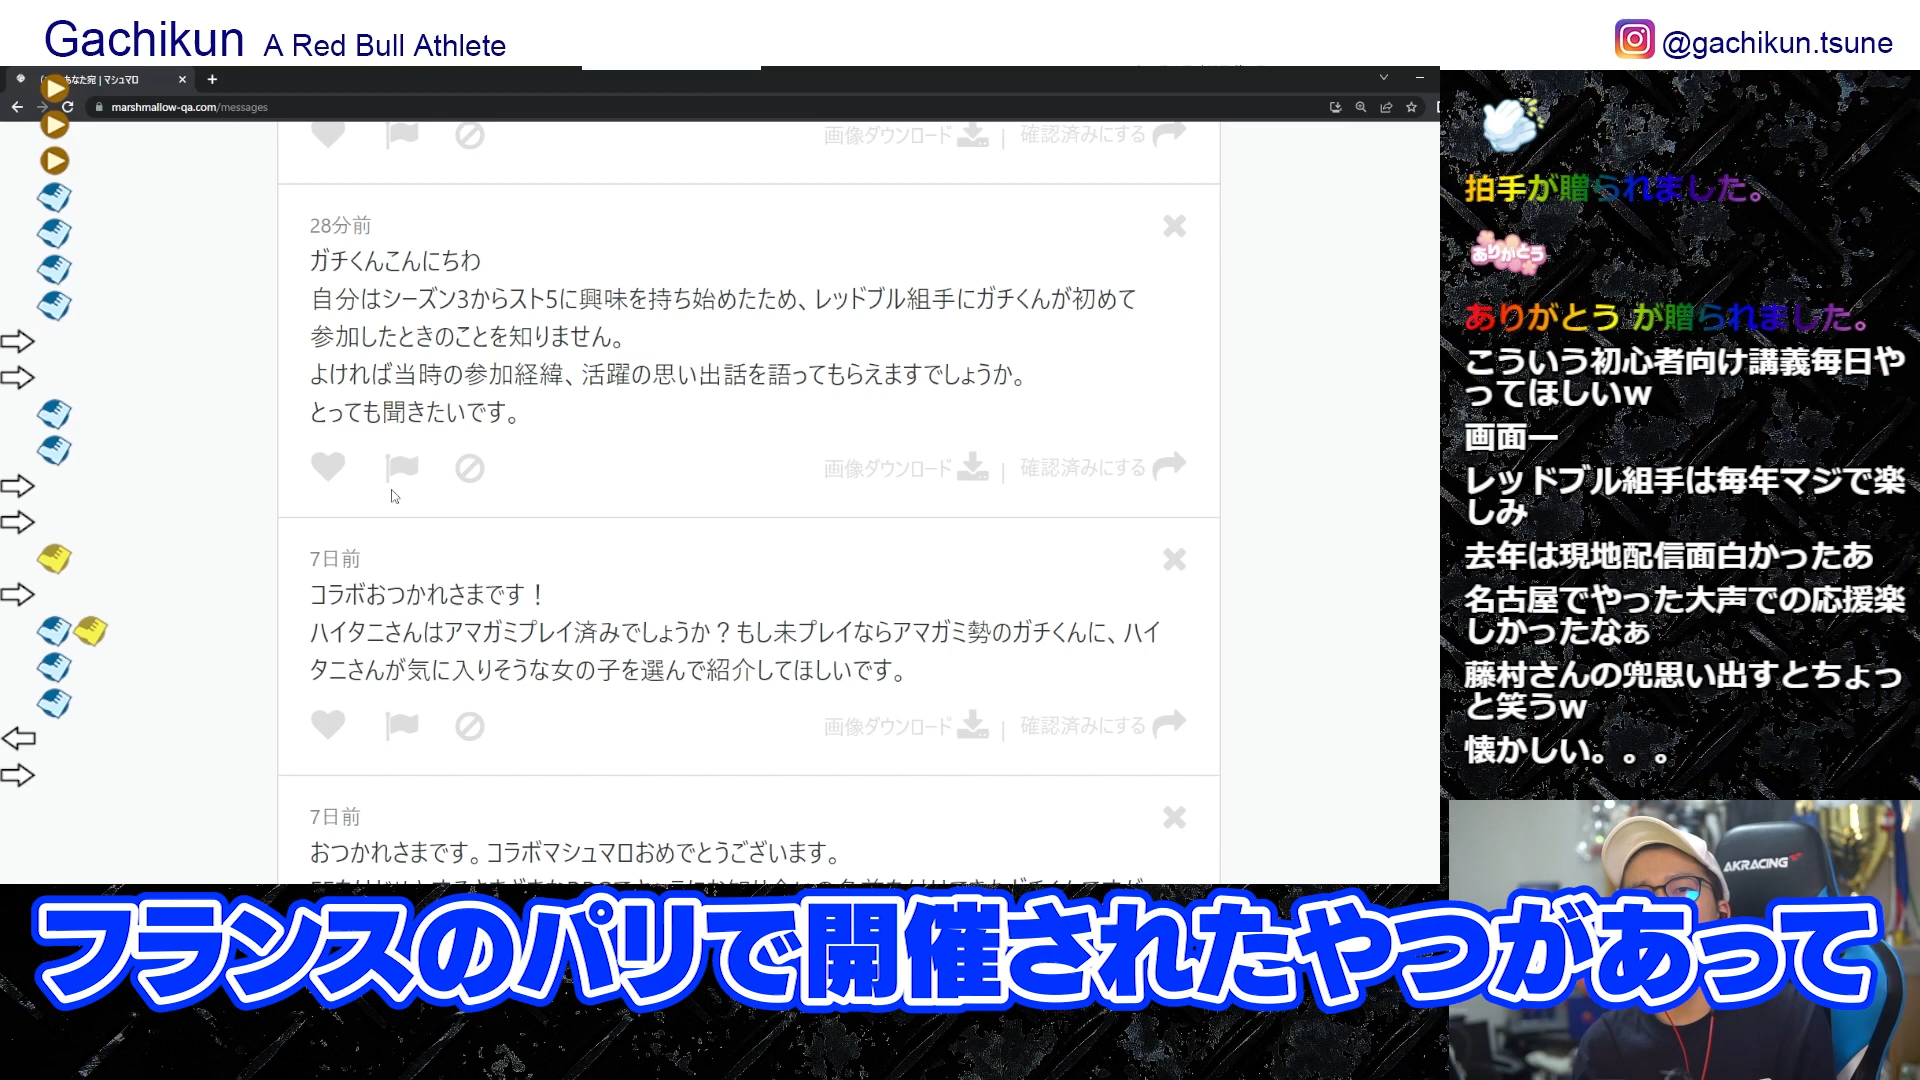 Gachikun A Red Bull Athlete
@gachikun.tsune
あなた宛 | マシュマロ
marshmallow-qa.com/messages
画像ダウンロード | 確認済みにする
28分前
ガチくんこんにちわ
自分はシーズン3からスト5に興味を持ち始めたため、レッドブル組手にガチくんが初めて
参加したときのことを知りません。
よければ当時の参加経緯、活躍の思い出話を語ってもらえますでしょうか。
とっても聞きたいです。
画像ダウンロード | 確認済みにする
7日前
コラボおつかれさまです！
ハイタニさんはアマガミプレイ済みでしょうか？もし未プレイならアマガミ勢のガチくんに、ハイ
タニさんが気に入りそうな女の子を選んで紹介してほしいです。
画像ダウンロード | 確認済みにする
7日前
おつかれさまです。コラボマシュマロおめでとうございます。
拍手が贈られました。
ありがとう
ありがとう が贈られました。
こういう初心者向け講義毎日や
ってほしいw
画面ー
レッドブル組手は毎年マジで楽
しみ
去年は現地配信面白かったあ
名古屋でやった大声での応援楽
しかったなぁ
藤村さんの兜思い出すとちょっ
と笑うw
懐かしい。。。
AKRACING
フランスのパリで開催されたやつがあって